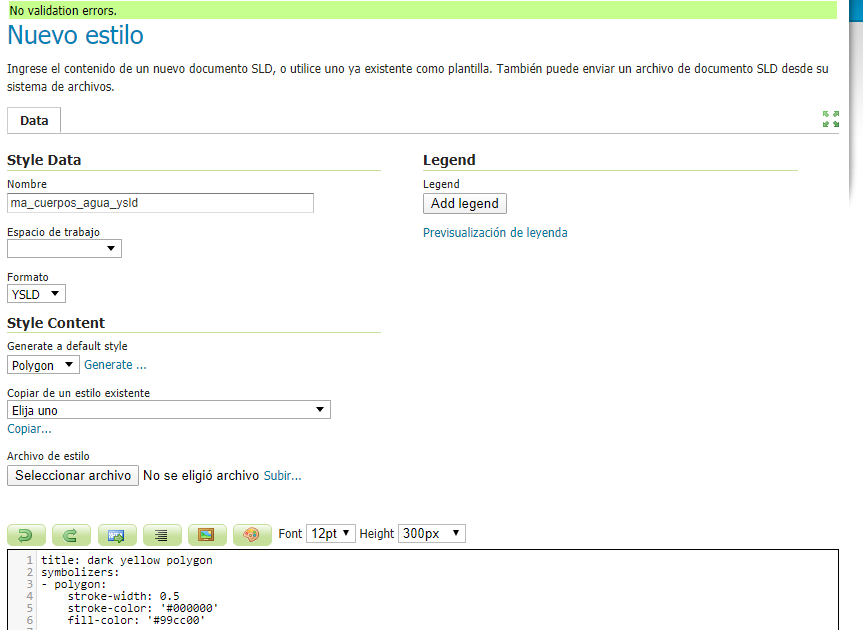 No validation errors.
Nuevo estilo
Ingrese el contenido de un nuevo documento SLD, o utilice uno ya existente como plantilla. También puede enviar un archivo de documento SLD desde su
sistema de archivos.
Data
Style Data
Nombre
ma_cuerpos_agua_ysld
Espacio de trabajo
Formato
YSLD
Legend
Legend
Add legend
Previsualización de leyenda
Style Content
Generate a default style
Polygon Generate ...
Copiar de un estilo existente
Elija uno
Copiar...
Archivo de estilo
Seleccionar archivo No se eligió archivo Subir...
Font 12pt Height 300px
1 title: dark yellow polygon
2 symbolizers:
3 - polygon:
4 stroke-width: 0.5
5 stroke-color: '#000000'
6 fill-color: '#99cc00'